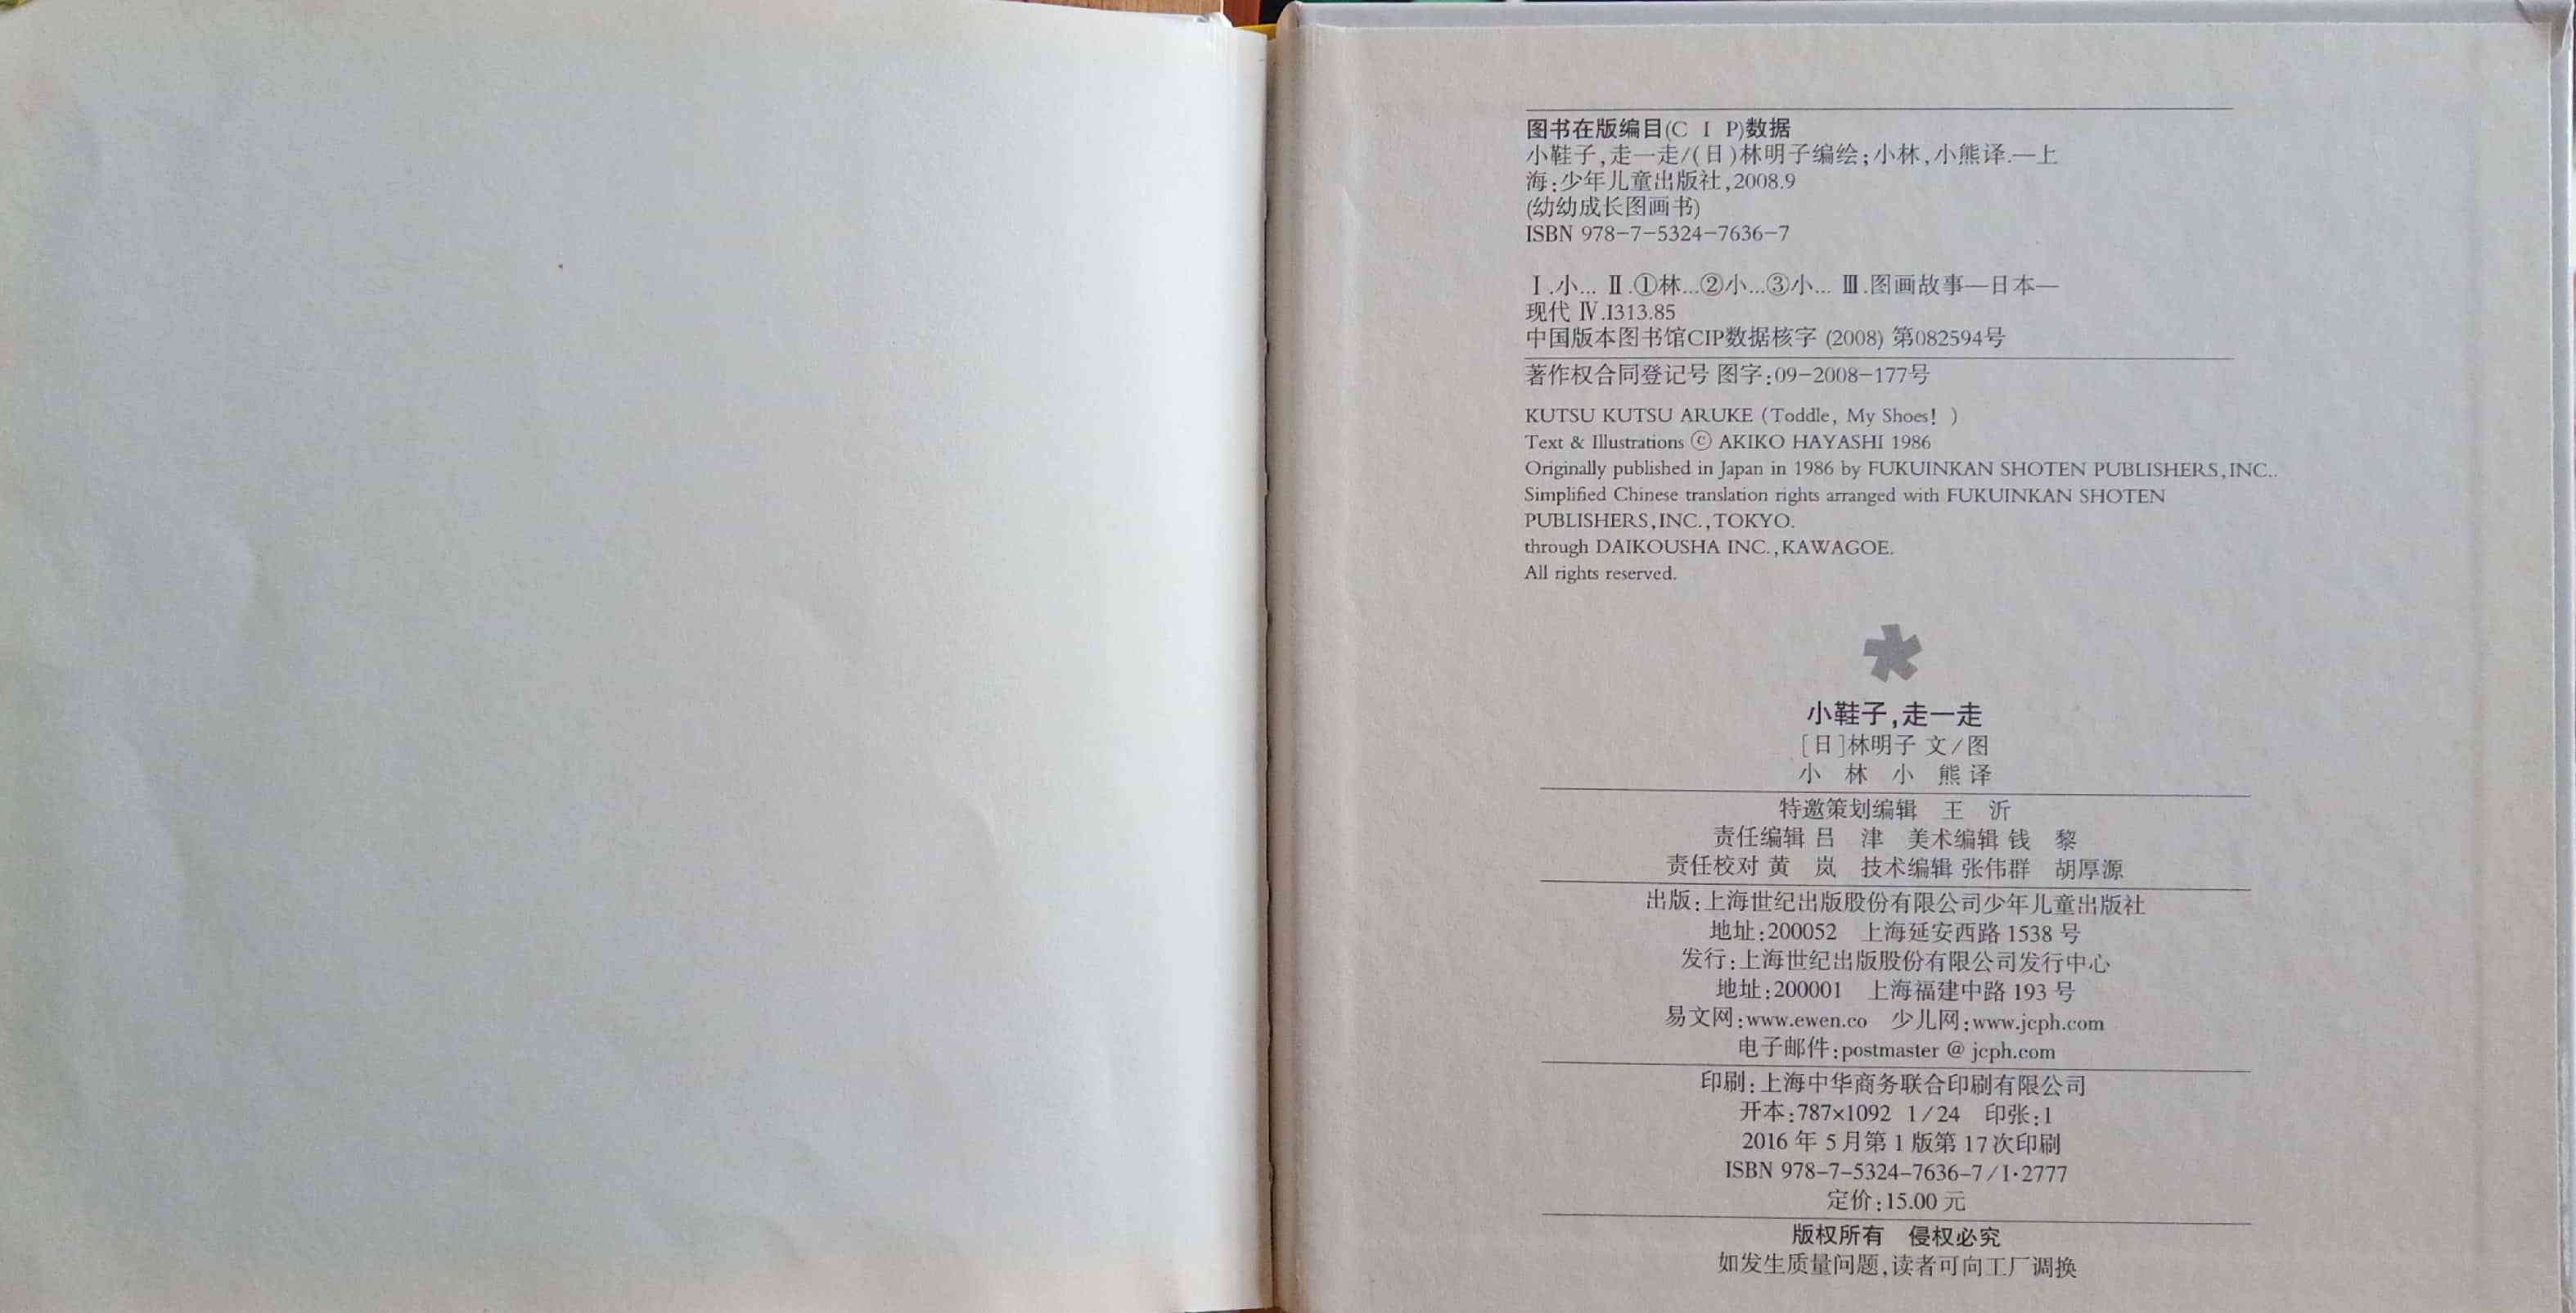 图书在版编目(C I P)数据
小鞋子,走一走/(日)林明子编绘;小林,小熊译.—上
海:少年儿童出版社,2008.9
(幼幼成长图画书)
ISBN 978-7-5324-7636-7
Ⅰ.小... Ⅱ.①林...②小...③小... Ⅲ.图画故事—日本—
现代 Ⅳ.I313.85
中国版本图书馆CIP数据核字 (2008) 第082594号
著作权合同登记号 图字:09-2008-177号
KUTSU KUTSU ARUKE (Toddle, My Shoes! )
Text & Illustrations © AKIKO HAYASHI 1986
Originally published in Japan in 1986 by FUKUINKAN SHOTEN PUBLISHERS,INC..
Simplified Chinese translation rights arranged with FUKUINKAN SHOTEN
PUBLISHERS,INC.,TOKYO.
through DAIKOUSHA INC.,KAWAGOE.
All rights reserved.
小鞋子,走一走
[日]林明子 文/图
小 林 小 熊 译
特邀策划编辑 王 沂
责任编辑 吕 津 美术编辑 钱 黎
责任校对 黄 岚 技术编辑 张伟群 胡厚源
出版:上海世纪出版股份有限公司少年儿童出版社
地址:200052 上海延安西路 1538 号
发行:上海世纪出版股份有限公司发行中心
地址:200001 上海福建中路 193 号
易文网:www.ewen.co 少儿网:www.jcph.com
电子邮件:postmaster @ jcph.com
印刷:上海中华商务联合印刷有限公司
开本:787×1092 1/24 印张:1
2016 年 5 月第 1 版第 17 次印刷
ISBN 978-7-5324-7636-7/I·2777
定价:15.00 元
版权所有 侵权必究
如发生质量问题,读者可向工厂调换